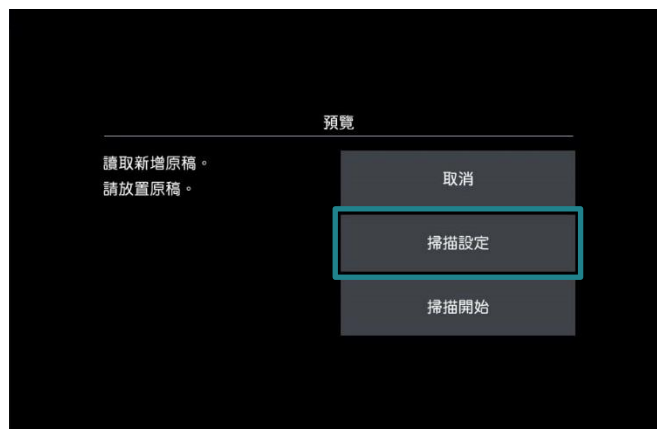 預覽
讀取新增原稿。
請放置原稿。
取消
掃描設定
掃描開始